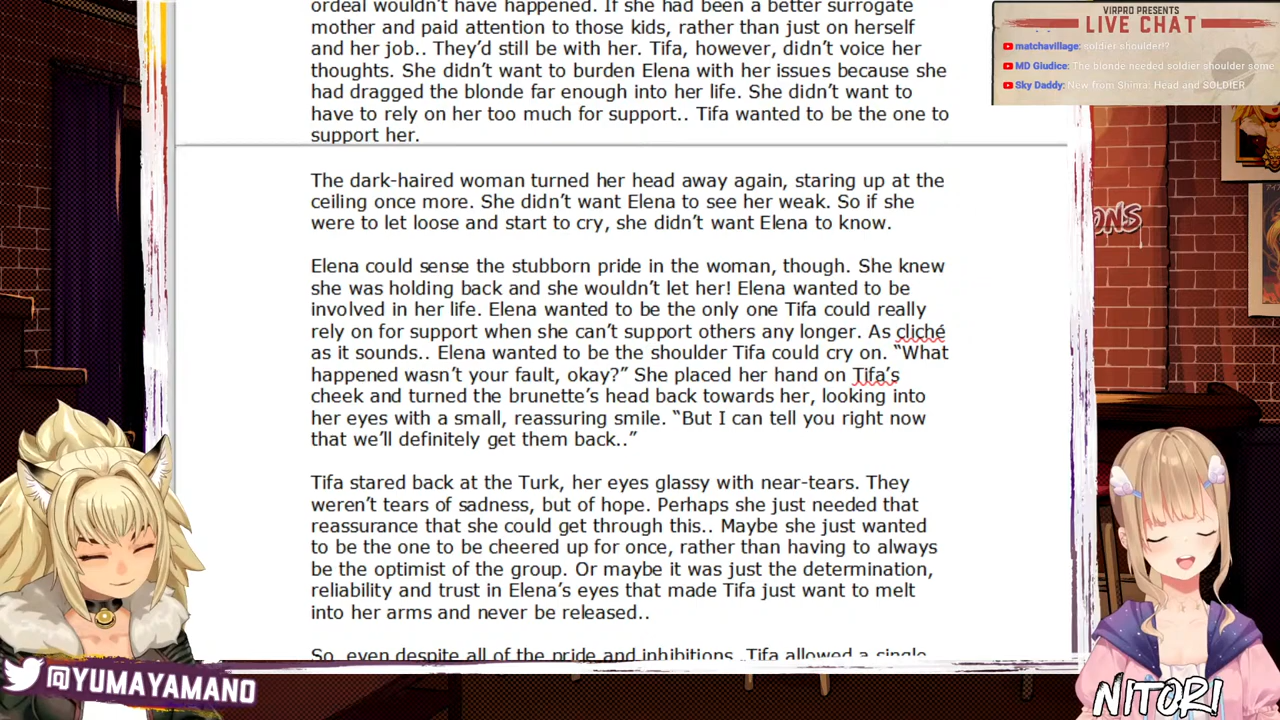 ordeal wouldn't have happened. If she had been a better surrogate
mother and paid attention to those kids, rather than just on herself
and her job.. They'd still be with her. Tifa, however, didn't voice her
thoughts. She didn't want to burden Elena with her issues because she
had dragged the blonde far enough into her life. She didn't want to
have to rely on her too much for support.. Tifa wanted to be the one to
support her.
The dark-haired woman turned her head away again, staring up at the
ceiling once more. She didn't want Elena to see her weak. So if she
were to let loose and start to cry, she didn't want Elena to know.
Elena could sense the stubborn pride in the woman, though. She knew
she was holding back and she wouldn't let her! Elena wanted to be
involved in her life. Elena wanted to be the only one Tifa could really
rely on for support when she can't support others any longer. As cliché
as it sounds.. Elena wanted to be the shoulder Tifa could cry on. “What
happened wasn't your fault, okay?” She placed her hand on Tifa's
cheek and turned the brunette's head back towards her, looking into
her eyes with a small, reassuring smile. “But I can tell you right now
that we'll definitely get them back..”
Tifa stared back at the Turk, her eyes glassy with near-tears. They
weren't tears of sadness, but of hope. Perhaps she just needed that
reassurance that she could get through this.. Maybe she just wanted
to be the one to be cheered up for once, rather than having to always
be the optimist of the group. Or maybe it was just the determination,
reliability and trust in Elena's eyes that made Tifa just want to melt
into her arms and never be released..
So, even despite all of the pride and inhibitions, Tifa allowed a single
VIRPRO PRESENTS
LIVE CHAT
matchavillage: soldier shoulder!?
MD Giudice: The blonde needed soldier shoulder some
Sky Daddy: New from Shinra: Head and SOLDIER
ONS
@YUMAYAMANO
NITORI